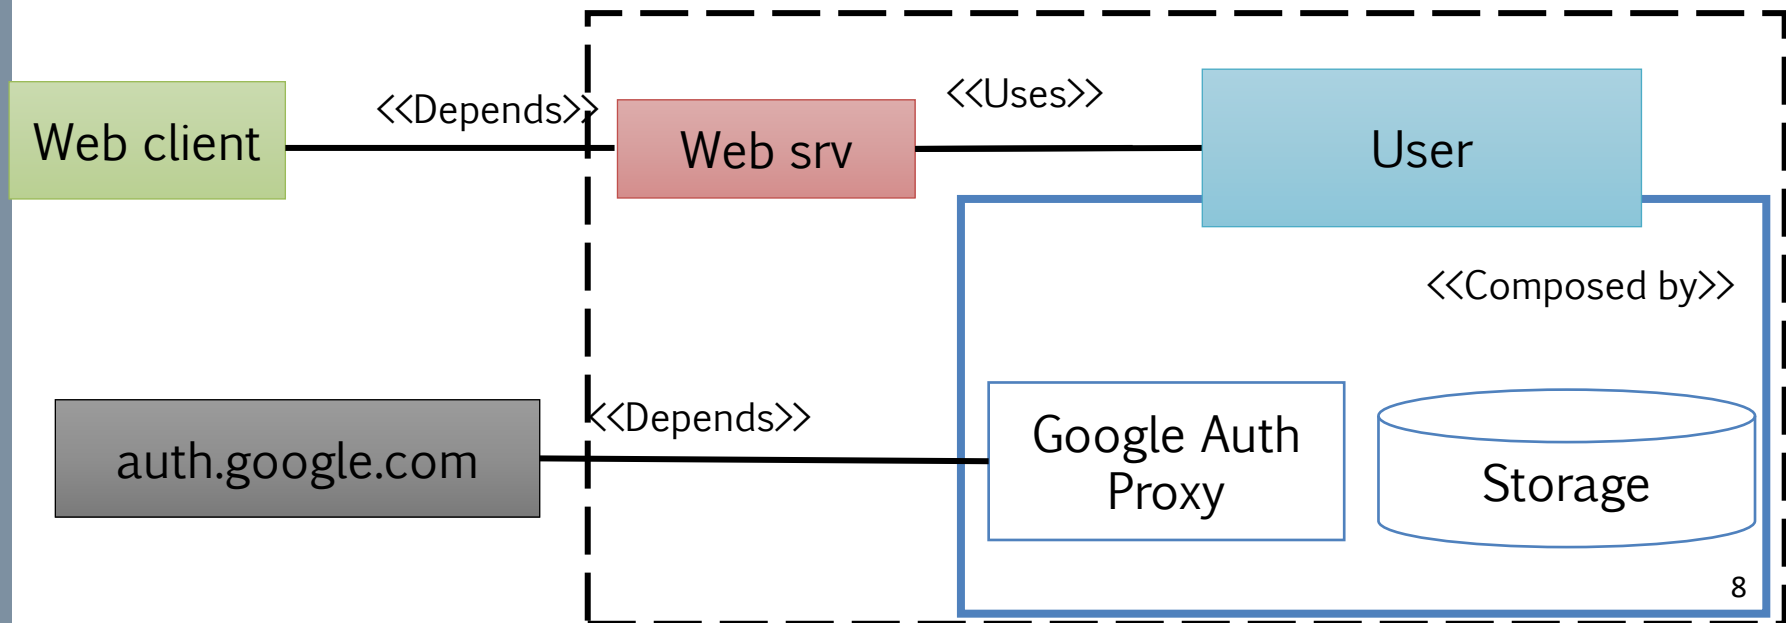 <<Depends>>
<<Uses>>
Web client
Web srv
User
<<Composed by>>
<<Depends>>
auth.google.com
Google Auth
Proxy
Storage
8